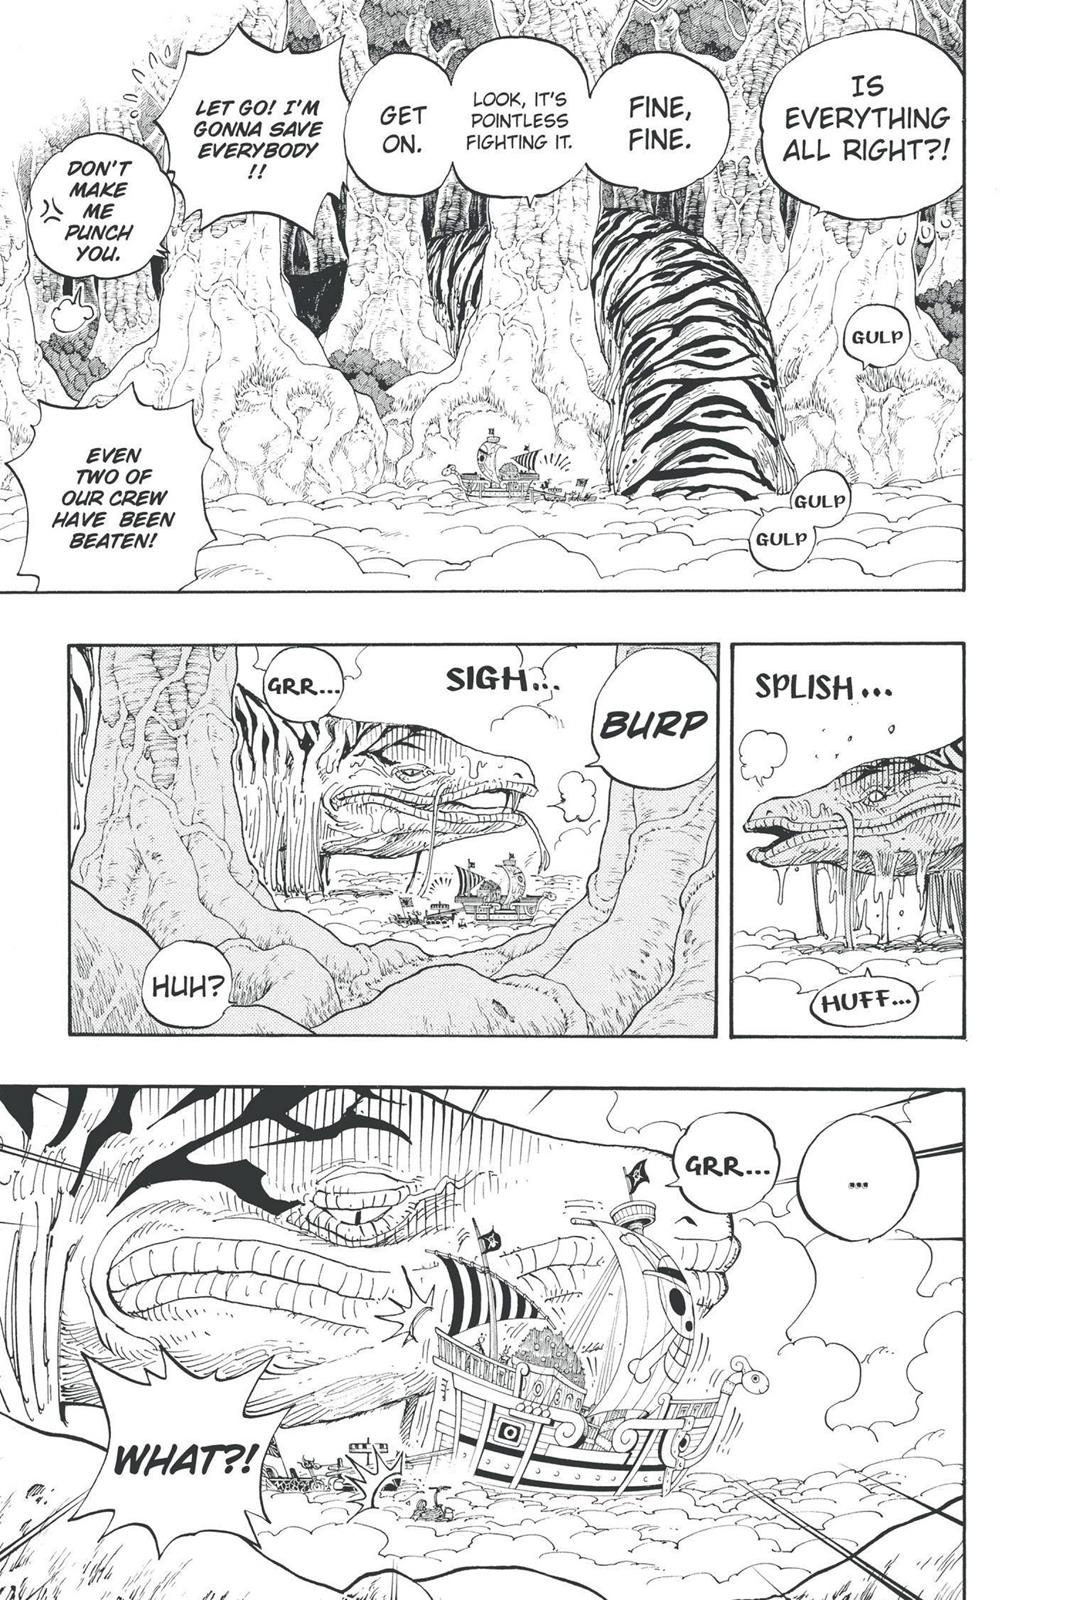 IS
EVERYTHING
ALL RIGHT?!
FINE,
FINE.
LOOK, IT'S
POINTLESS
FIGHTING IT.
GET
ON.
LET GO! I'M
GONNA SAVE
EVERYBODY
!!
DON'T
MAKE
ME
PUNCH
YOU.
GULP
GULP
GULP
EVEN
TWO OF
OUR CREW
HAVE BEEN
BEATEN!
SPLISH...
HUFF...
BURP
SIGH...
GRR...
HUH?
...
GRR...
WHAT?!